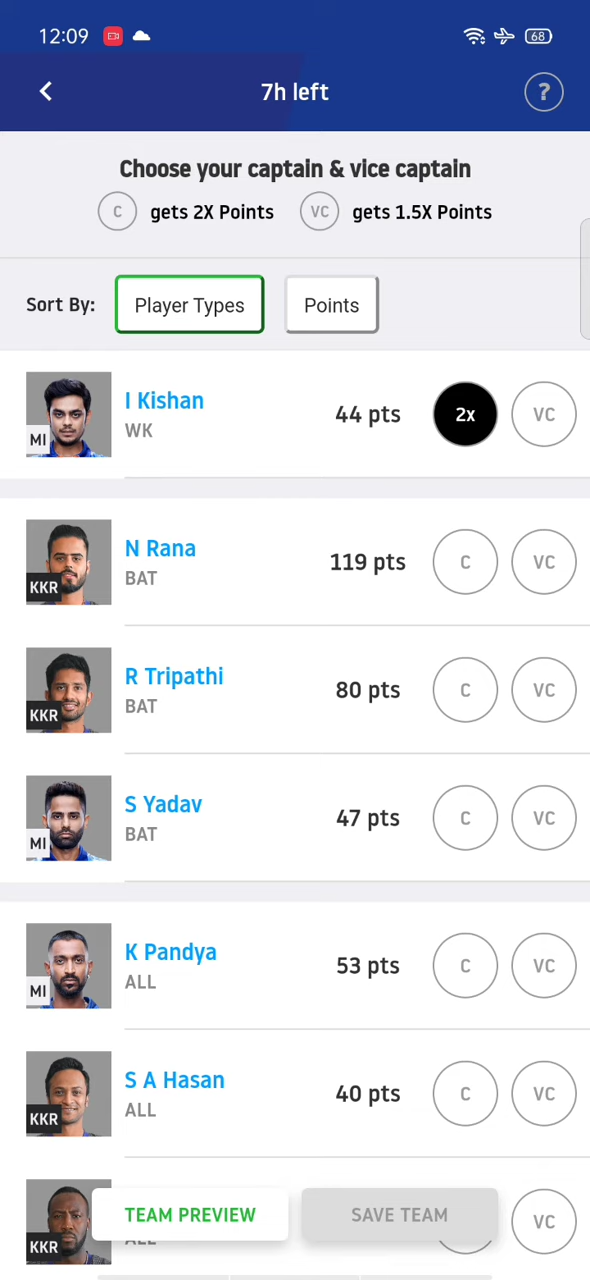 12:09 68
7h left ?
Choose your captain & vice captain
C gets 2X Points VC gets 1.5X Points
Sort By: Player Types Points
I Kishan
MI WK 44 pts 2x VC
N Rana
KKR BAT 119 pts C VC
R Tripathi
KKR BAT 80 pts C VC
S Yadav
MI BAT 47 pts C VC
K Pandya
MI ALL 53 pts C VC
S A Hasan
KKR ALL 40 pts C VC
TEAM PREVIEW SAVE TEAM VC
KKR ALL